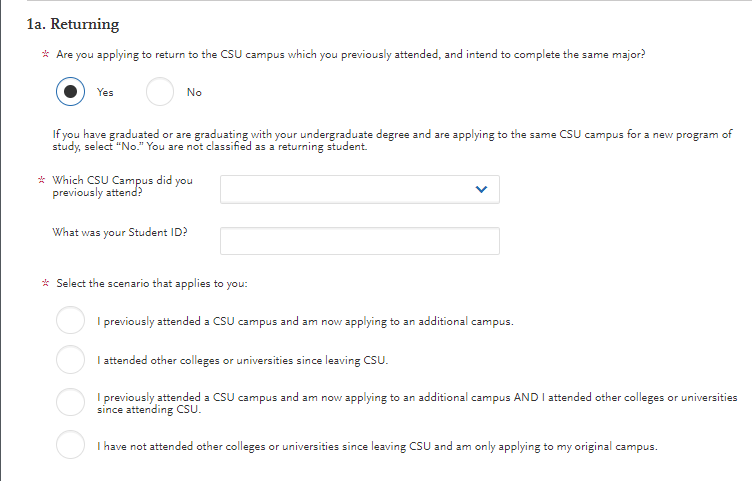 1a. Returning
* Are you applying to return to the CSU campus which you previously attended, and intend to complete the same major?
Yes No
If you have graduated or are graduating with your undergraduate degree and are applying to the same CSU campus for a new program of
study, select “No.” You are not classified as a returning student.
* Which CSU Campus did you
previously attend?
What was your Student ID?
* Select the scenario that applies to you:
I previously attended a CSU campus and am now applying to an additional campus.
I attended other colleges or universities since leaving CSU.
I previously attended a CSU campus and am now applying to an additional campus AND I attended other colleges or universities
since attending CSU.
I have not attended other colleges or universities since leaving CSU and am only applying to my original campus.